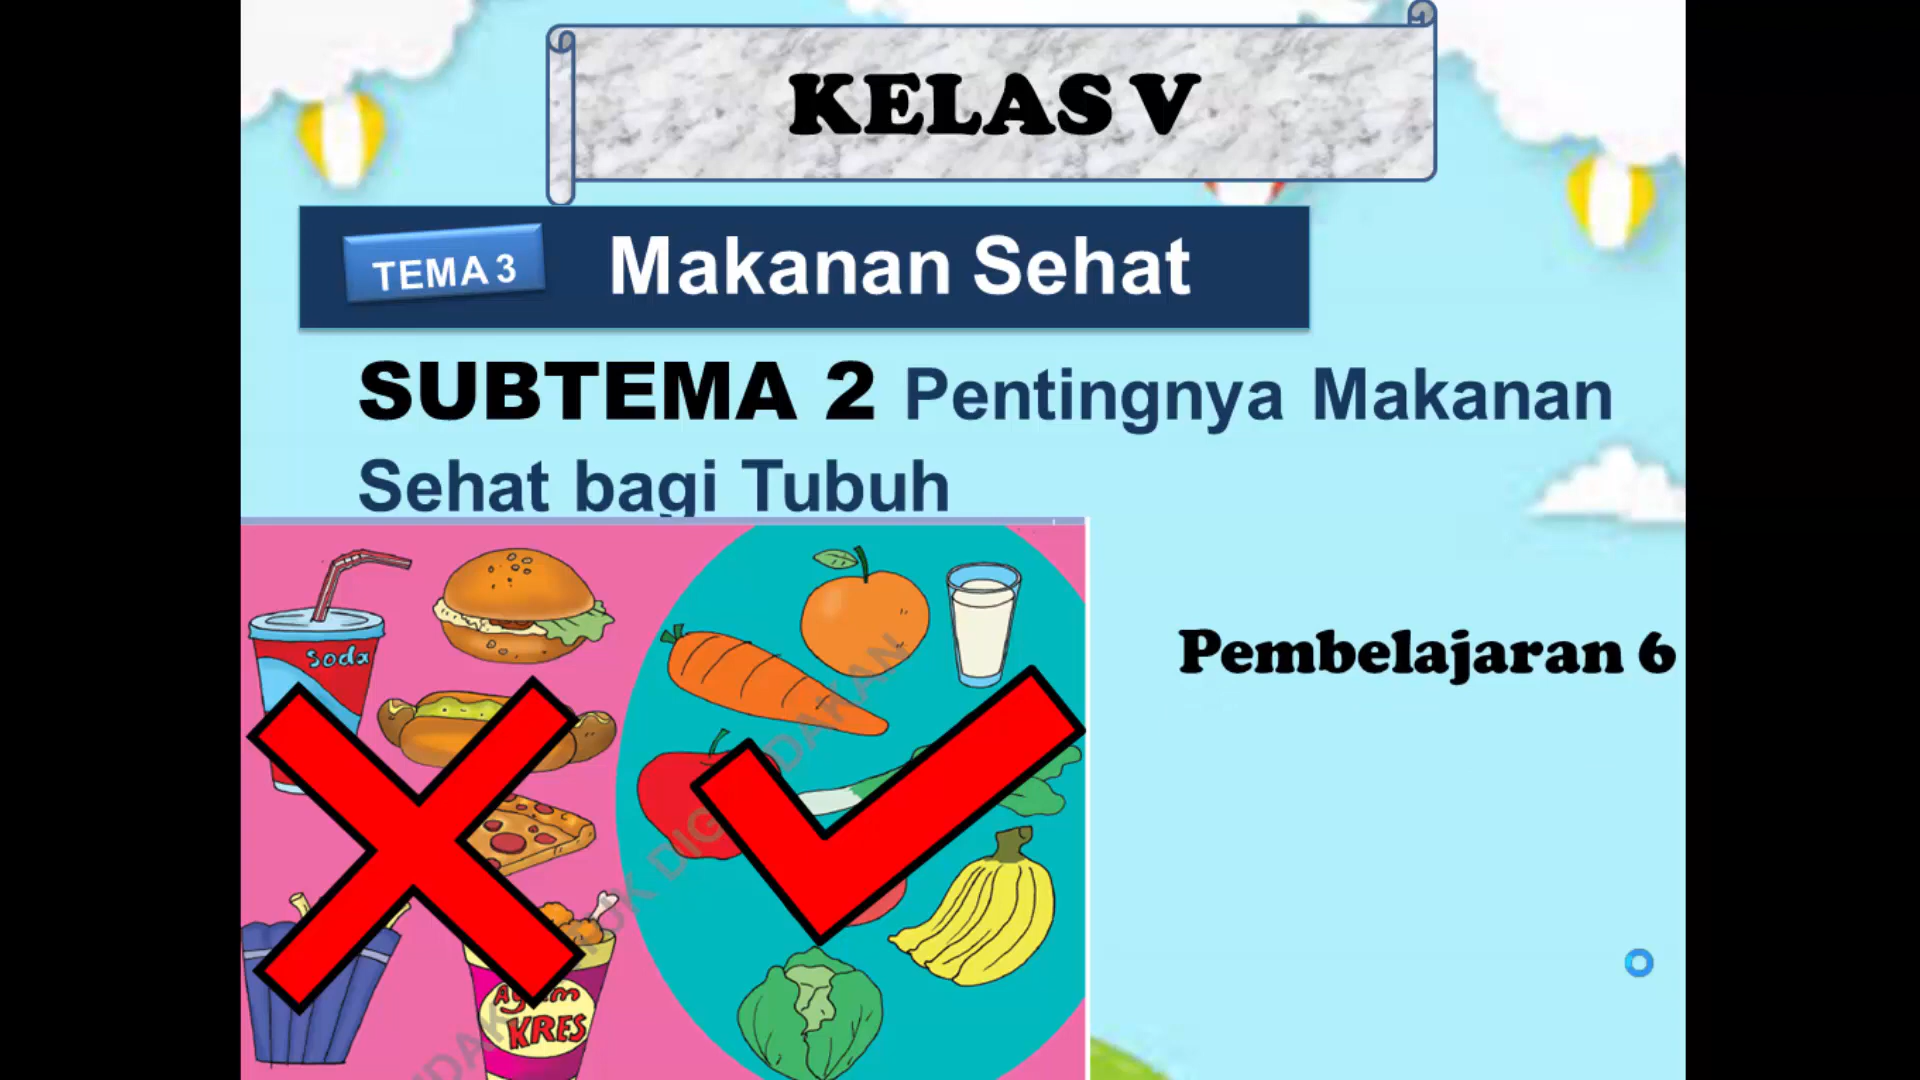 KELAS V
TEMA 3
Makanan Sehat
SUBTEMA 2 Pentingnya Makanan
Sehat bagi Tubuh
Pembelajaran 6
soda
Ayam
KRES